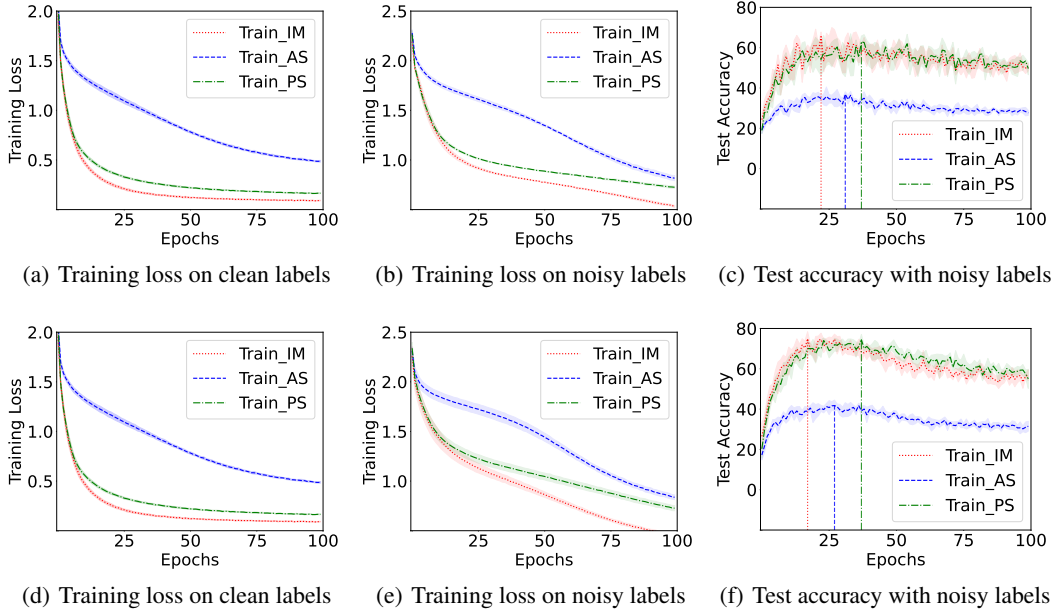 2.0
1.5
1.0
0.5
25 50 75 100
Training Loss
Epochs
Train_IM
Train_AS
Train_PS
(a) Training loss on clean labels
2.5
2.0
1.5
1.0
25 50 75 100
Training Loss
Epochs
Train_IM
Train_AS
Train_PS
(b) Training loss on noisy labels
80
60
40
20
0
25 50 75 100
Test Accuracy
Epochs
Train_IM
Train_AS
Train_PS
(c) Test accuracy with noisy labels
2.0
1.5
1.0
0.5
25 50 75 100
Training Loss
Epochs
Train_IM
Train_AS
Train_PS
(d) Training loss on clean labels
2.5
2.0
1.5
1.0
25 50 75 100
Training Loss
Epochs
Train_IM
Train_AS
Train_PS
(e) Training loss on noisy labels
80
60
40
20
0
25 50 75 100
Test Accuracy
Epochs
Train_IM
Train_AS
Train_PS
(f) Test accuracy with noisy labels